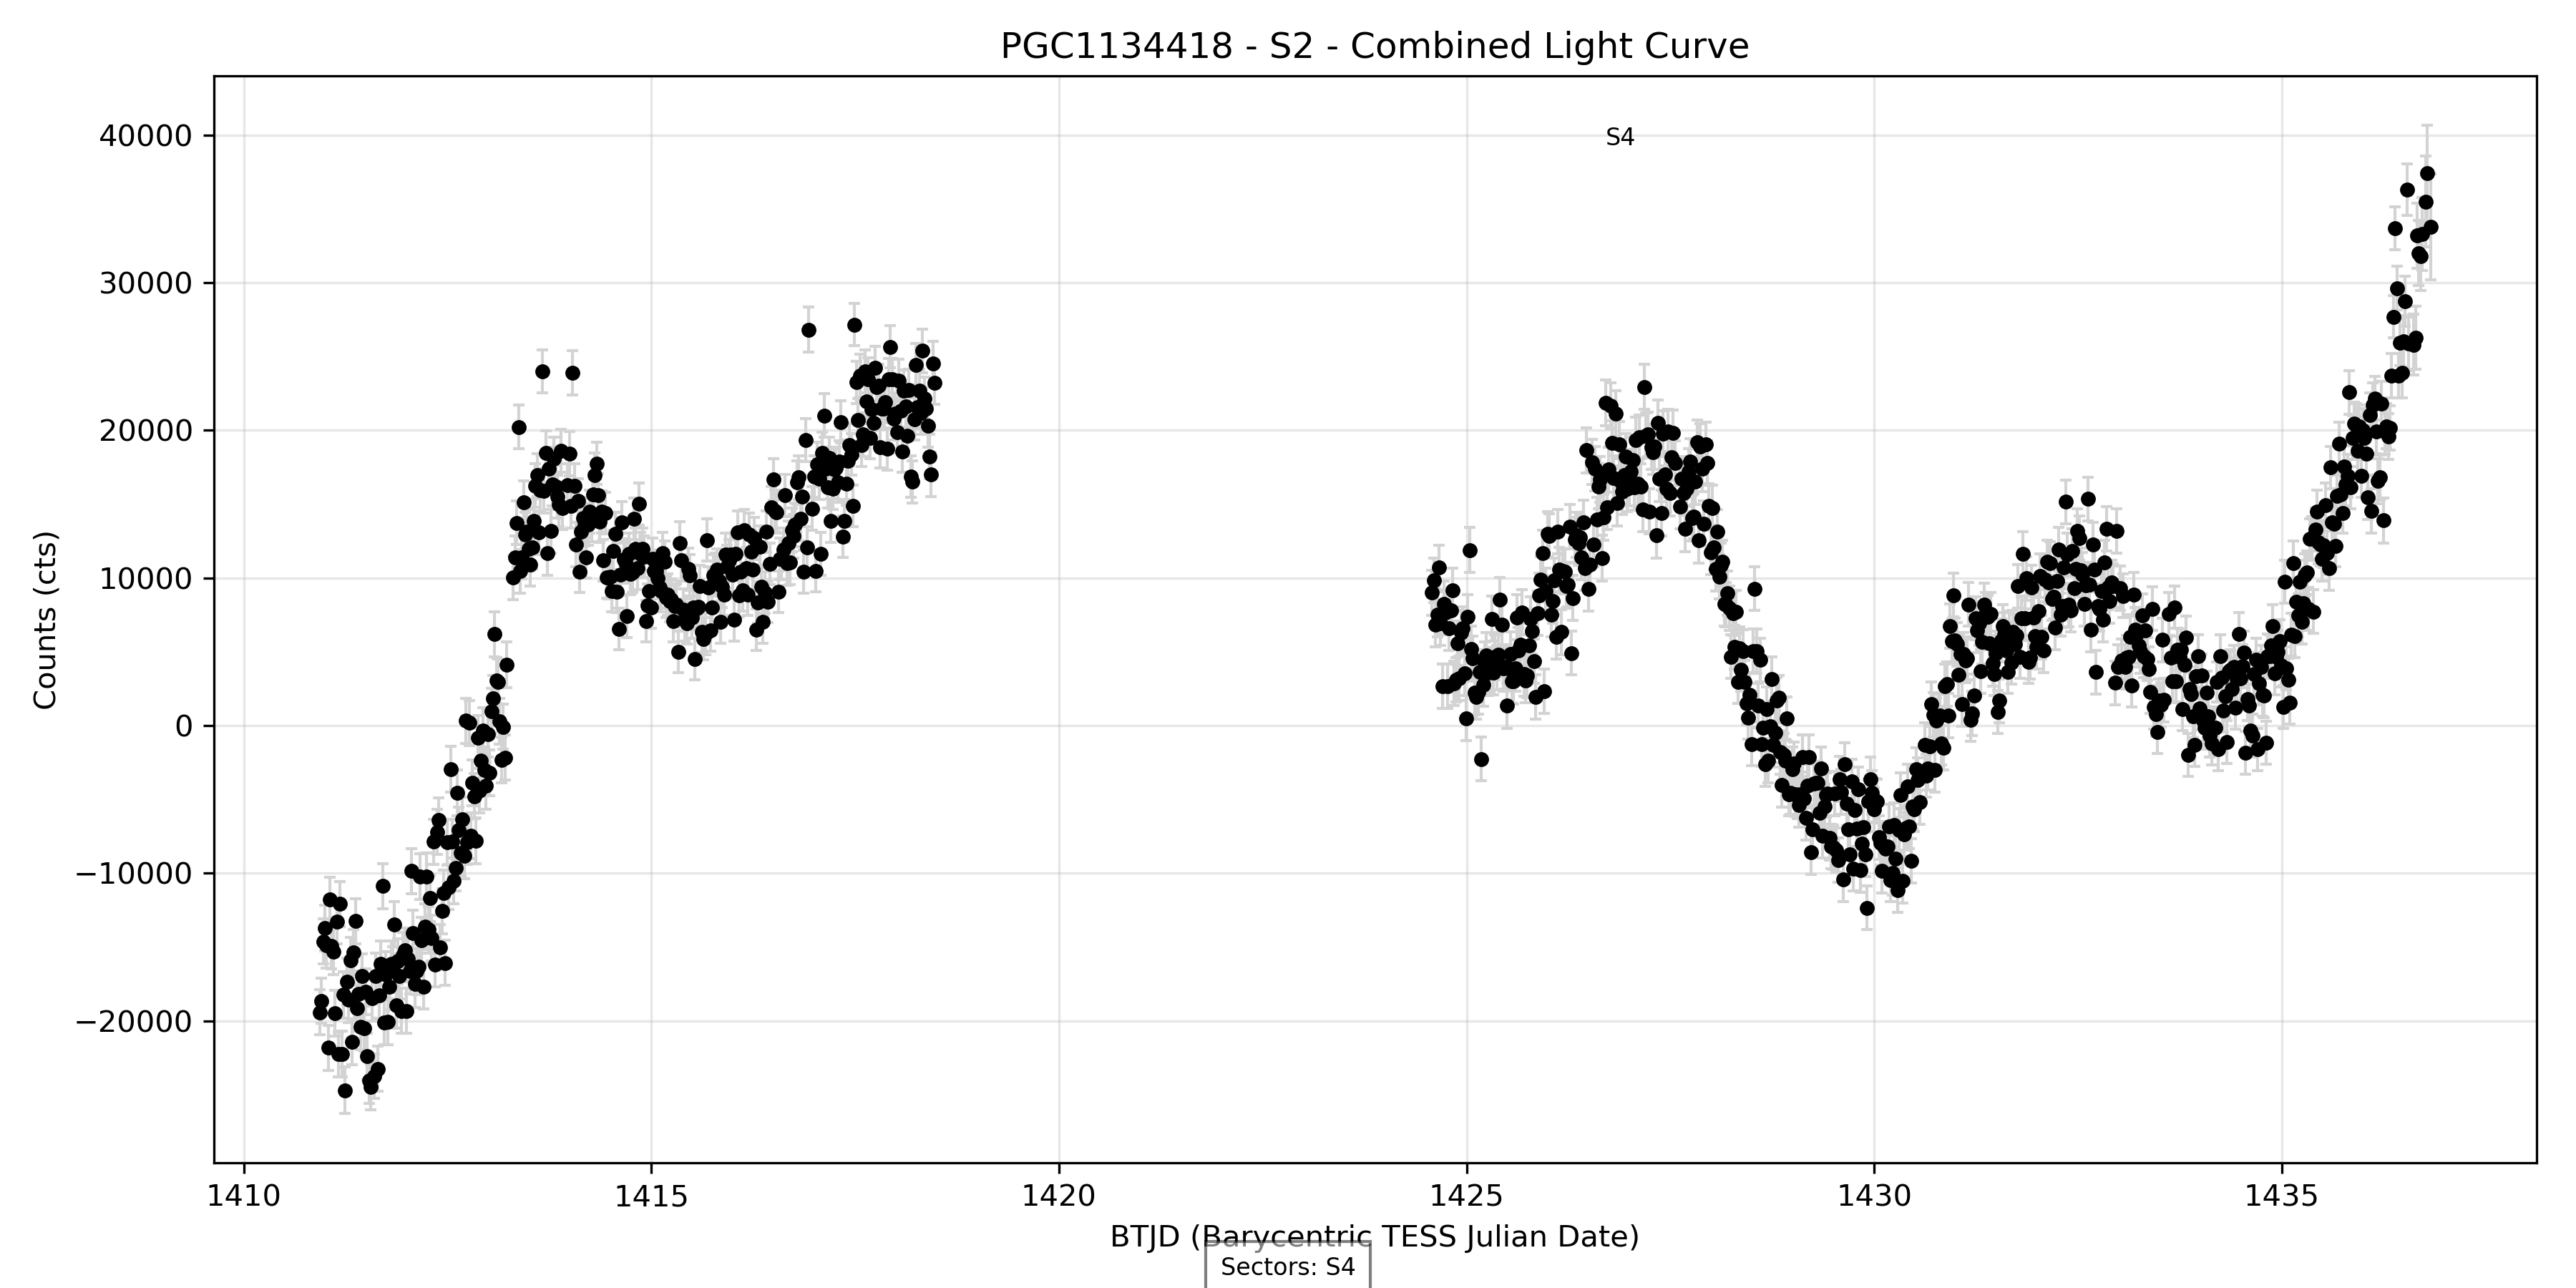 PGC1134418 - S2 - Combined Light Curve
S4
Counts (cts)
40000
30000
20000
10000
0
−10000
−20000
1410 1415 1420 1425 1430 1435
BTJD (Barycentric TESS Julian Date)
Sectors: S4